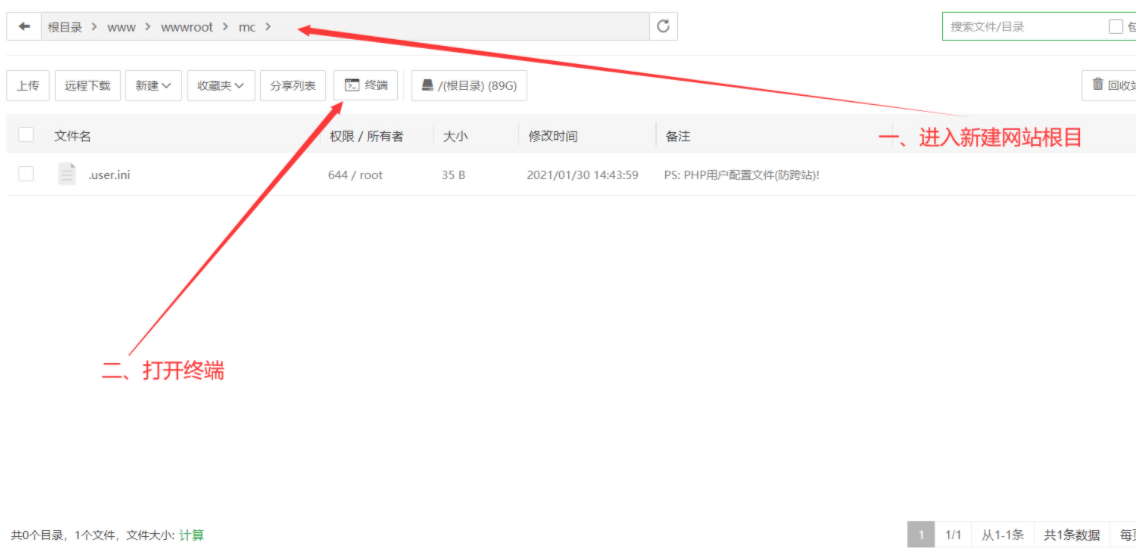 根目录 > www > wwwroot > mc >
搜索文件/目录
上传 远程下载 新建 收藏夹 分享列表 终端 /(根目录) (89G) 回收站
文件名 权限 / 所有者 大小 修改时间 备注
一、进入新建网站根目
.user.ini 644 / root 35 B 2021/01/30 14:43:59 PS: PHP用户配置文件(防跨站)!
二、打开终端
共0个目录，1个文件，文件大小: 计算 1 1/1 从1-1条 共1条数据